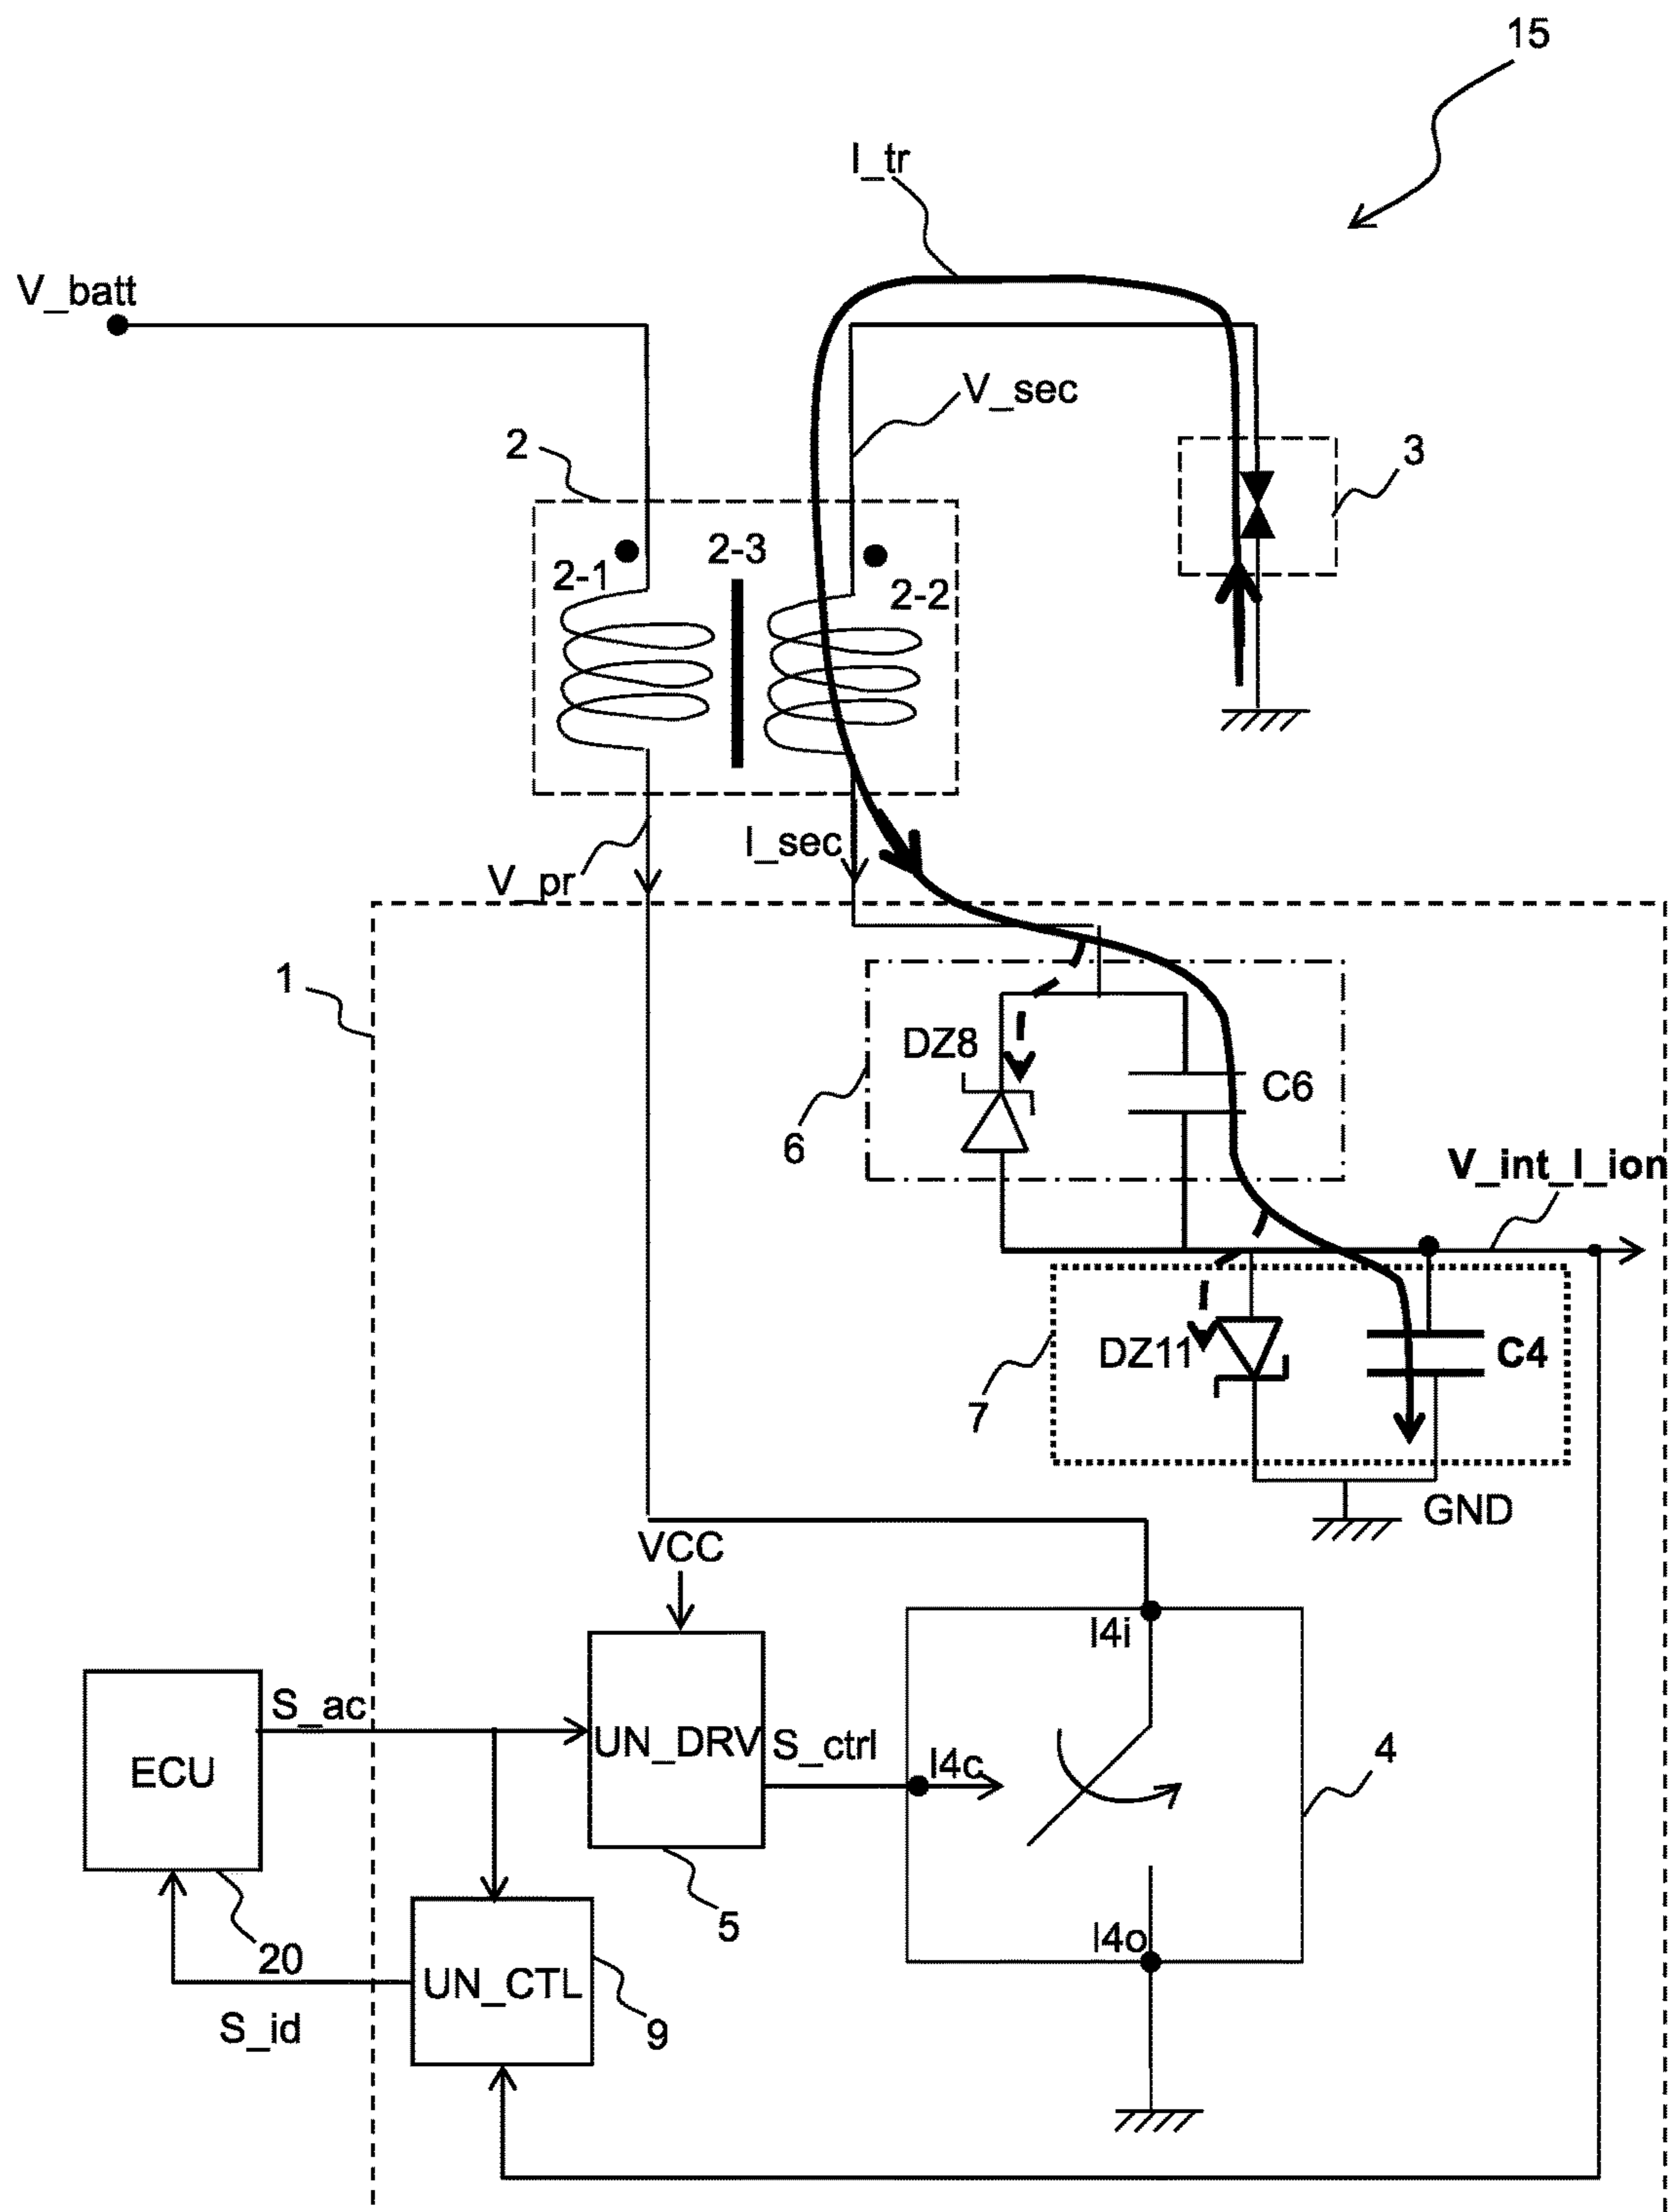 15
I_tr
V_batt
V_sec
2
3
2-1
2-3
2-2
I_sec
V_pr
1
DZ8
C6
6
V_int_I_ion
DZ11
C4
7
GND
VCC
I4i
S_ac
UN_DRV
S_ctrl
I4c
4
ECU
5
I4o
20
UN_CTL
9
S_id